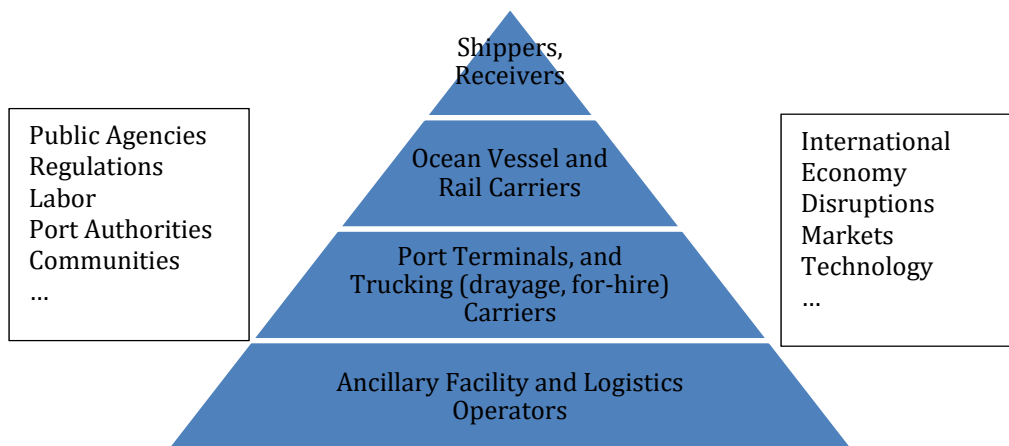 Shippers,
Receivers
Public Agencies
Regulations
Labor
Port Authorities
Communities
…
Ocean Vessel and
Rail Carriers
Port Terminals, and
Trucking (drayage, for-hire)
Carriers
Ancillary Facility and Logistics
Operators
International
Economy
Disruptions
Markets
Technology
…